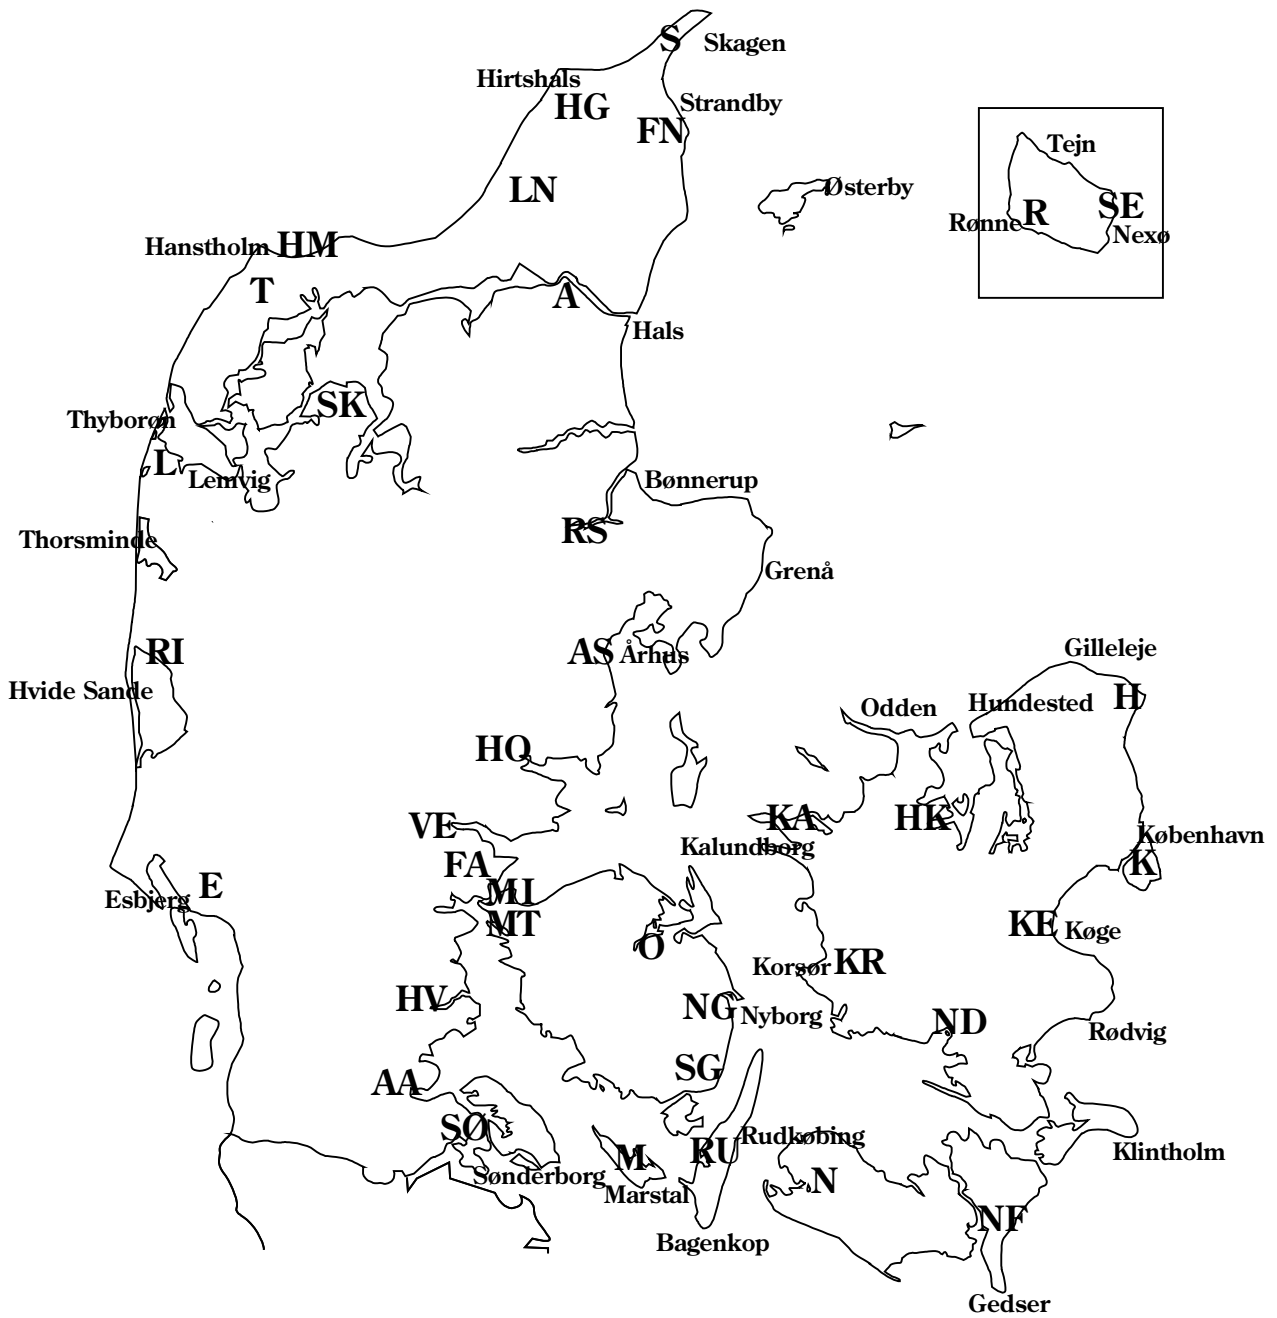 S
Skagen
Hirtshals
HG
Strandby
FN
Tejn
LN
Østerby
R
SE
Rønne
Nexø
Hanstholm
HM
T
A
Hals
SK
Thyborøn
L
Lemvig
Bønnerup
RS
Thorsminde
Grenå
RI
AS
Århus
Gilleleje
Hvide Sande
H
Odden
Hundested
HO
VE
KA
HK
København
Kalundborg
FA
K
E
MI
Esbjerg
MT
KE
Køge
O
Korsør
KR
HV
NG
Nyborg
ND
Rødvig
SG
AA
SØ
Rudkøbing
RU
M
Klintholm
Sønderborg
N
Marstal
NF
Bagenkop
Gedser